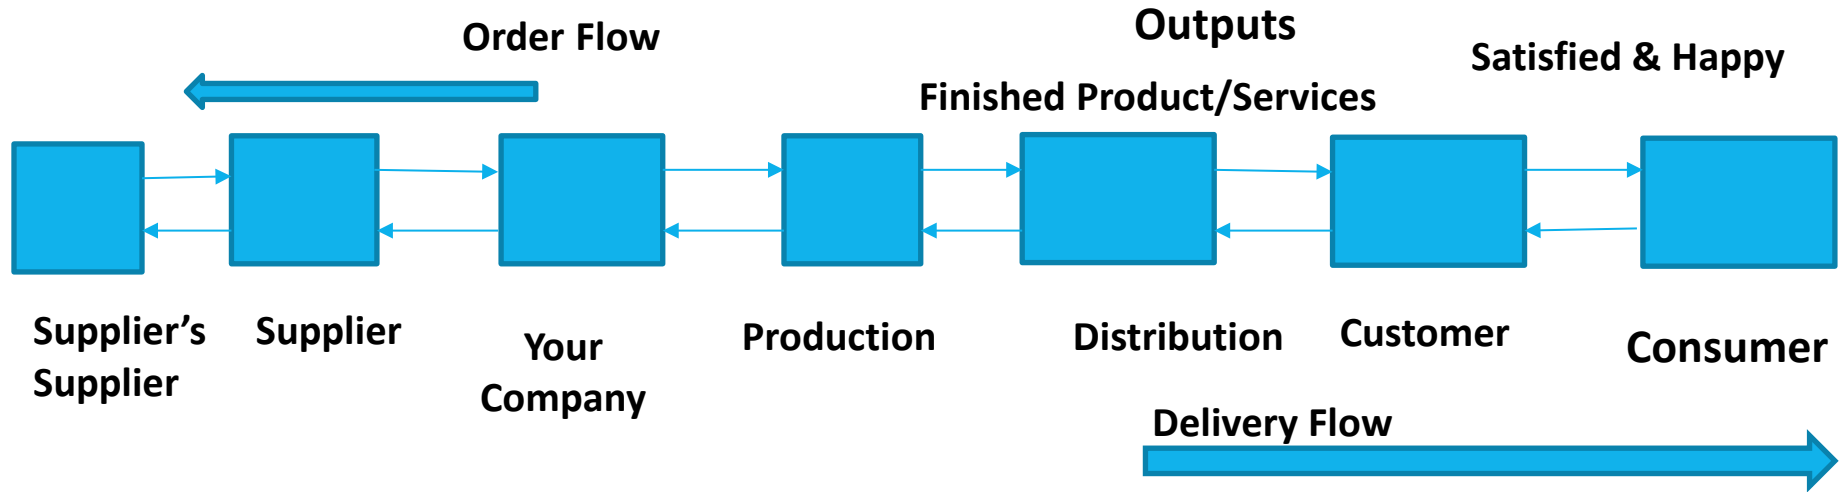 Order Flow
Outputs
Satisfied & Happy
Finished Product/Services
Supplier’s
Supplier
Supplier
Your
Company
Production
Distribution
Customer
Consumer
Delivery Flow